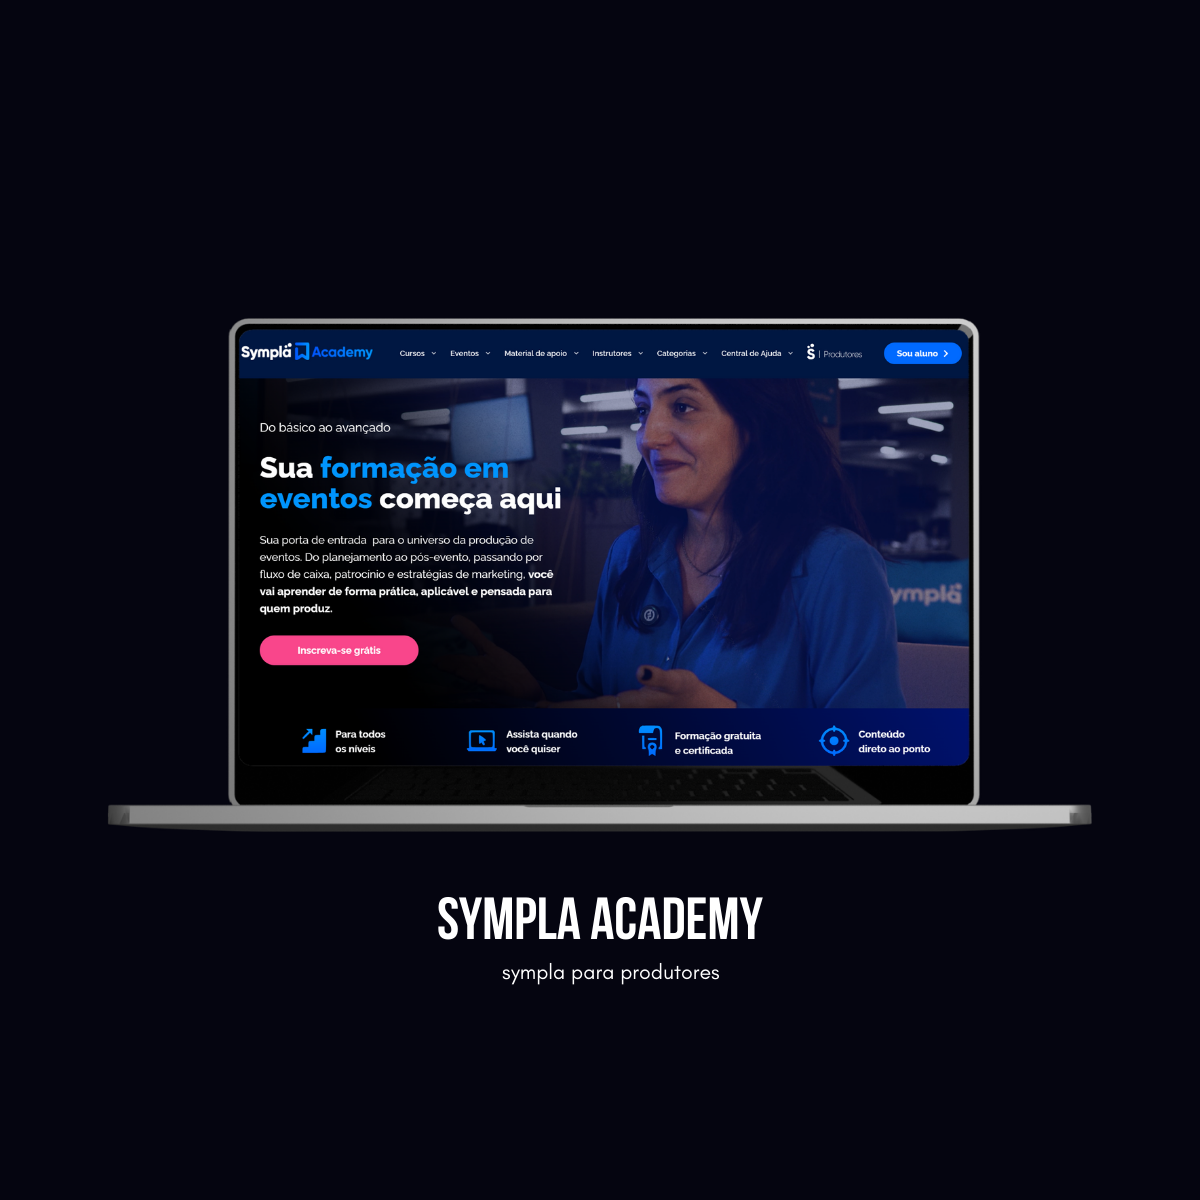 Sympla Academy
Cursos Eventos Material de apoio Instrutores Categorias Central de Ajuda S | Produtores Sou aluno
Do básico ao avançado
Sua formação em
eventos começa aqui
Sua porta de entrada para o universo da produção de
eventos. Do planejamento ao pós-evento, passando por
fluxo de caixa, patrocínio e estratégias de marketing, você
vai aprender de forma prática, aplicável e pensada para
quem produz.
Inscreva-se grátis
ympla
Para todos
os níveis
Assista quando
você quiser
Formação gratuita
e certificada
Conteúdo
direto ao ponto
SYMPLA ACADEMY
sympla para produtores